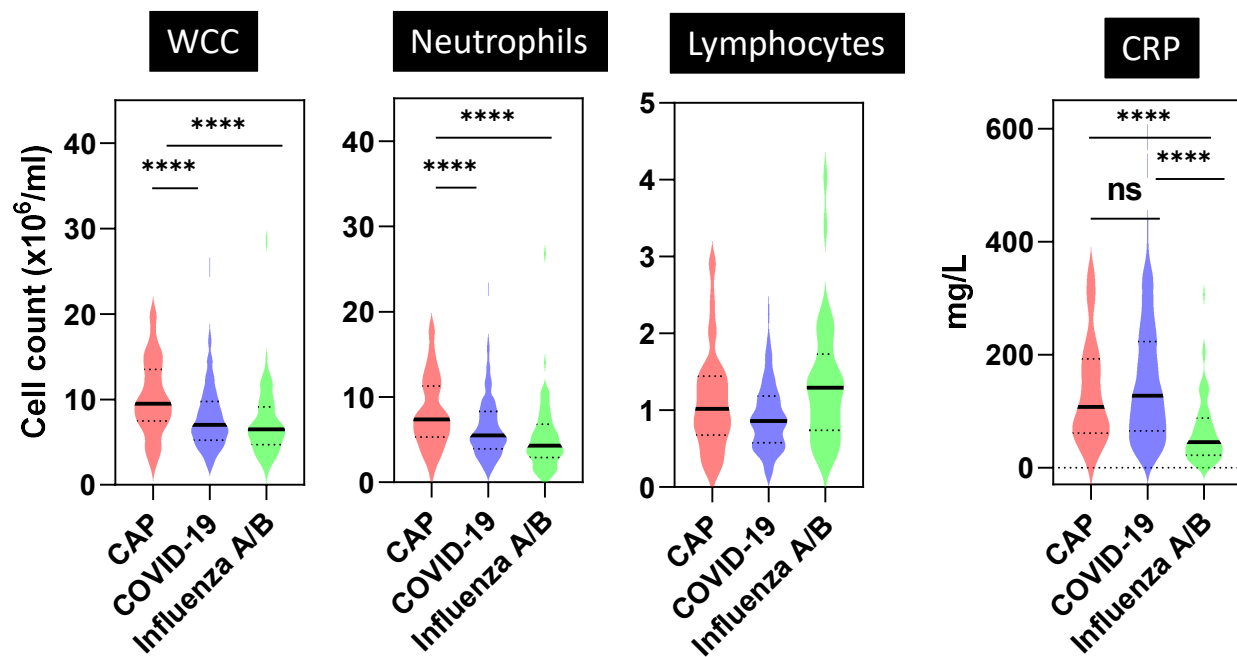 WCC
Neutrophils
Lymphocytes
CRP
Cell count (x10⁶/ml)
40
30
20
10
0
****
****
CAP
COVID-19
Influenza A/B
40
30
20
10
0
****
****
CAP
COVID-19
Influenza A/B
5
4
3
2
1
0
CAP
COVID-19
Influenza A/B
mg/L
600
400
200
0
****
****
ns
CAP
COVID-19
Influenza A/B